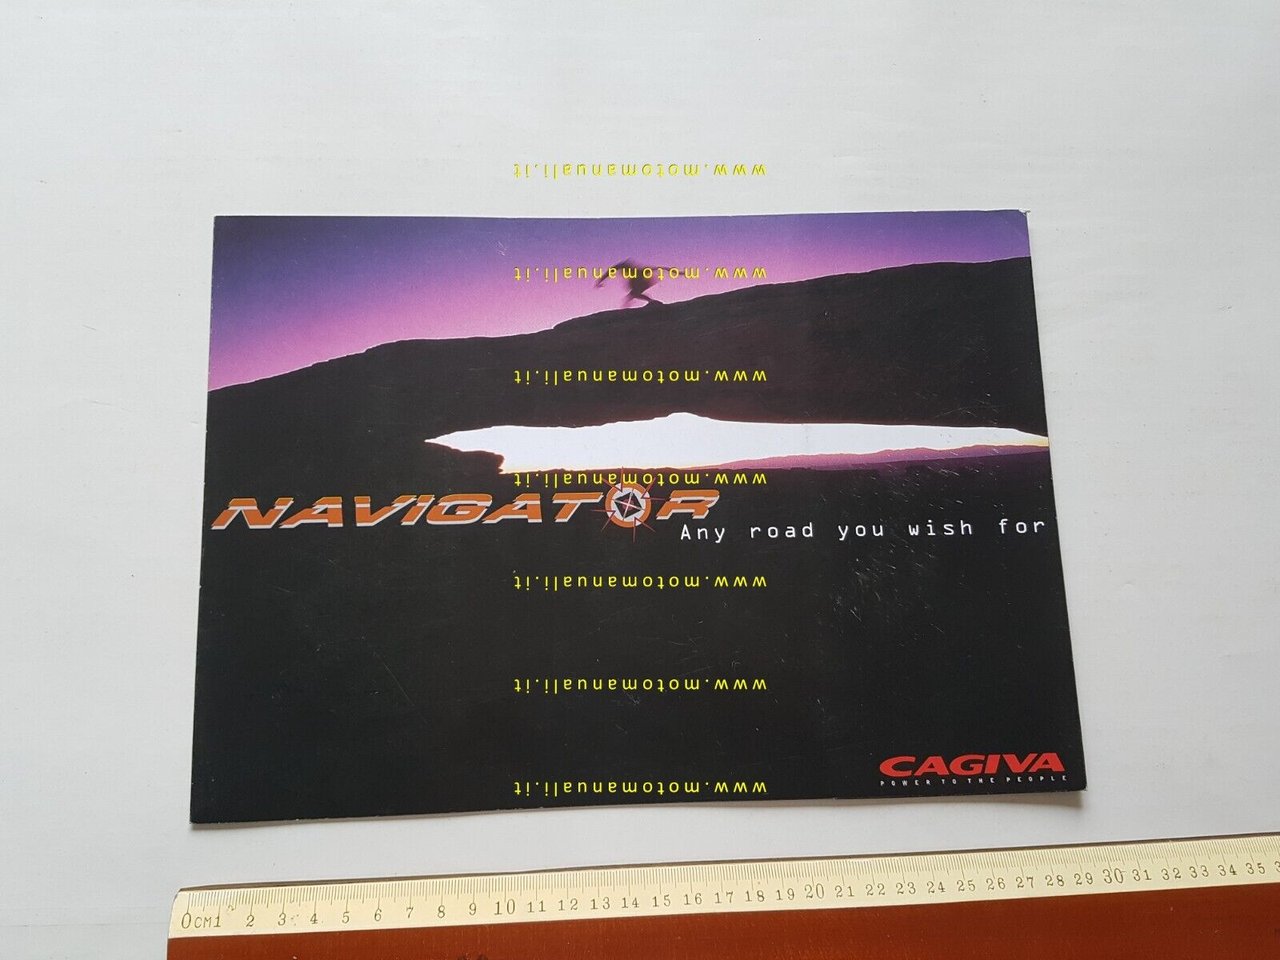 www.motomanuali.it
www.motomanuali.it
www.motomanuali.it
www.motomanuali.it
NAVIGATOR
Any road you wish for
www.motomanuali.it
www.motomanuali.it
CAGIVA
POWER TO THE PEOPLE
www.motomanuali.it
0CM1 2 3 4 5 6 7 8 9 10 11 12 13 14 15 16 17 18 19 20 21 22 23 24 25 26 27 28 29 30 31 32 33 34 35